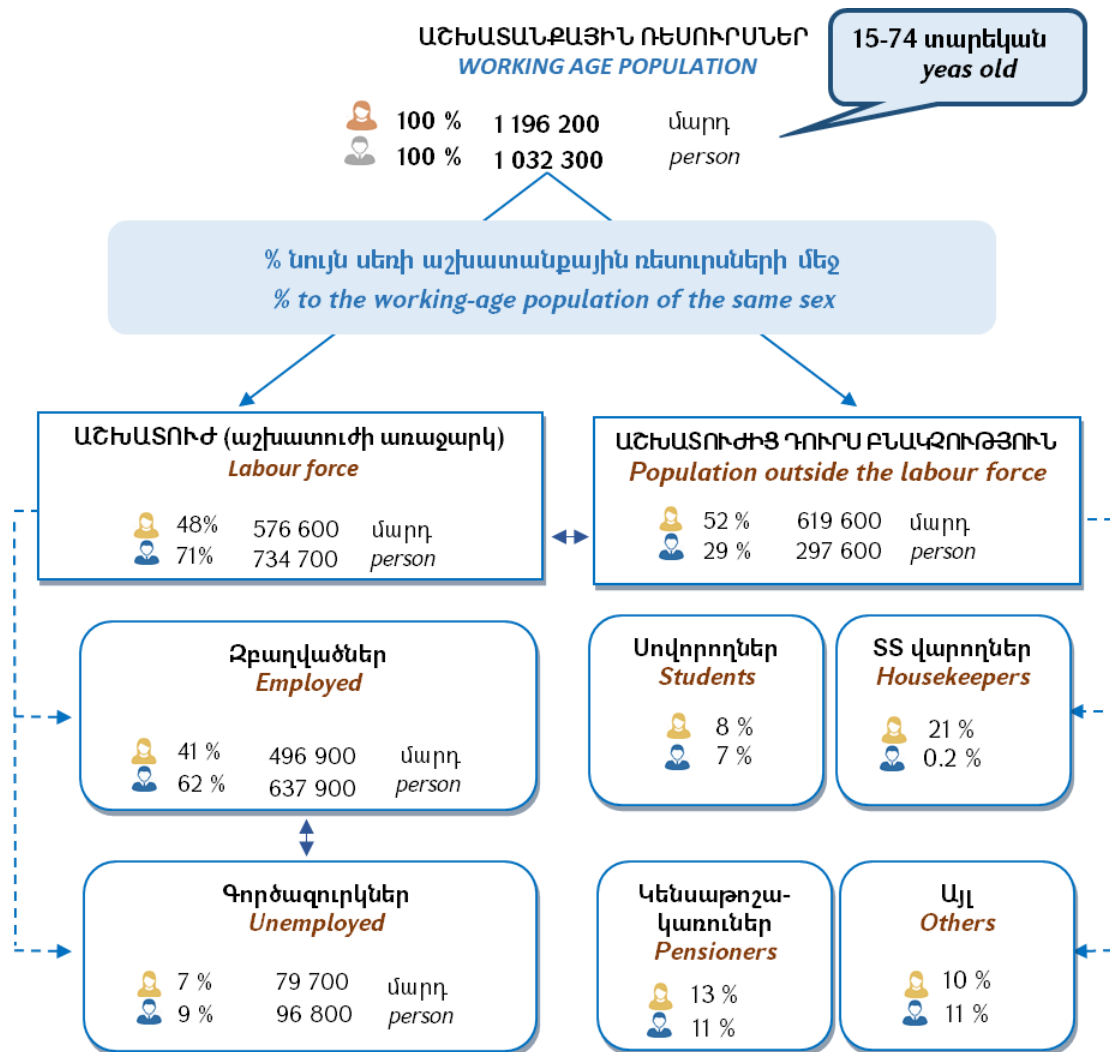 ԱՇԽԱՏԱՆՔԱՅԻՆ ՌԵՍՈՒՐՍՆԵՐ
WORKING AGE POPULATION
15-74 տարեկան
yeas old
100 % 1 196 200 մարդ
100 % 1 032 300 person
% նույն սեռի աշխատանքային ռեսուրսների մեջ
% to the working-age population of the same sex
ԱՇԽԱՏՈՒԺ (աշխատուժի առաջարկ)
Labour force
48% 576 600 մարդ
71% 734 700 person
ԱՇԽԱՏՈՒԺԻՑ ԴՈՒՐՍ ԲՆԱԿՉՈՒԹՅՈՒՆ
Population outside the labour force
52 % 619 600 մարդ
29 % 297 600 person
Զբաղվածներ
Employed
41 % 496 900 մարդ
62 % 637 900 person
Սովորողներ
Students
8 %
7 %
ՏՏ վարողներ
Housekeepers
21 %
0.2 %
Գործազուրկներ
Unemployed
7 % 79 700 մարդ
9 % 96 800 person
Կենսաթոշա-
կառուներ
Pensioners
13 %
11 %
Այլ
Others
10 %
11 %